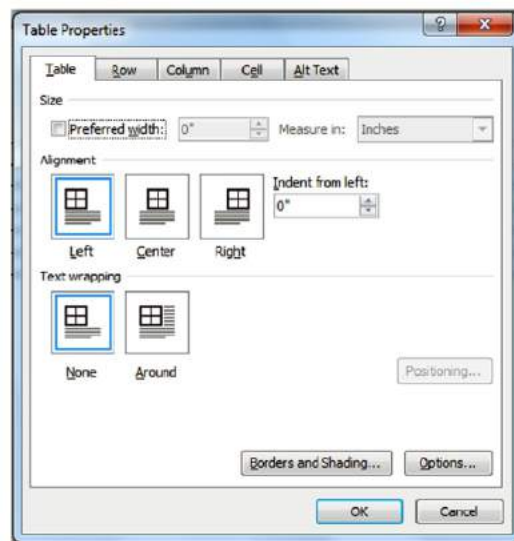 Table Properties
Table Row Column Cell Alt Text
Size
Preferred width: 0" Measure in: Inches
Alignment
Indent from left:
0"
Left Center Right
Text wrapping
None Around
Positioning...
Borders and Shading... Options...
OK Cancel